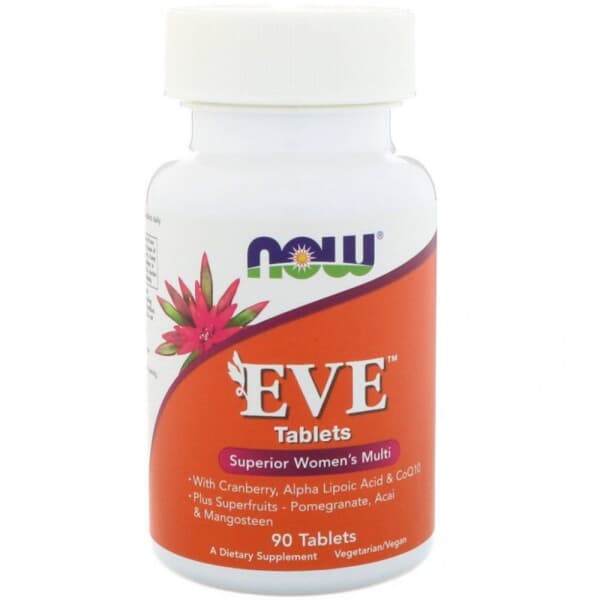 NOW®
EVE™
Tablets
Superior Women's Multi
• With Cranberry, Alpha Lipoic Acid & CoQ10
• Plus Superfruits - Pomegranate, Acai
& Mangosteen
90 Tablets
A Dietary Supplement Vegetarian/Vegan